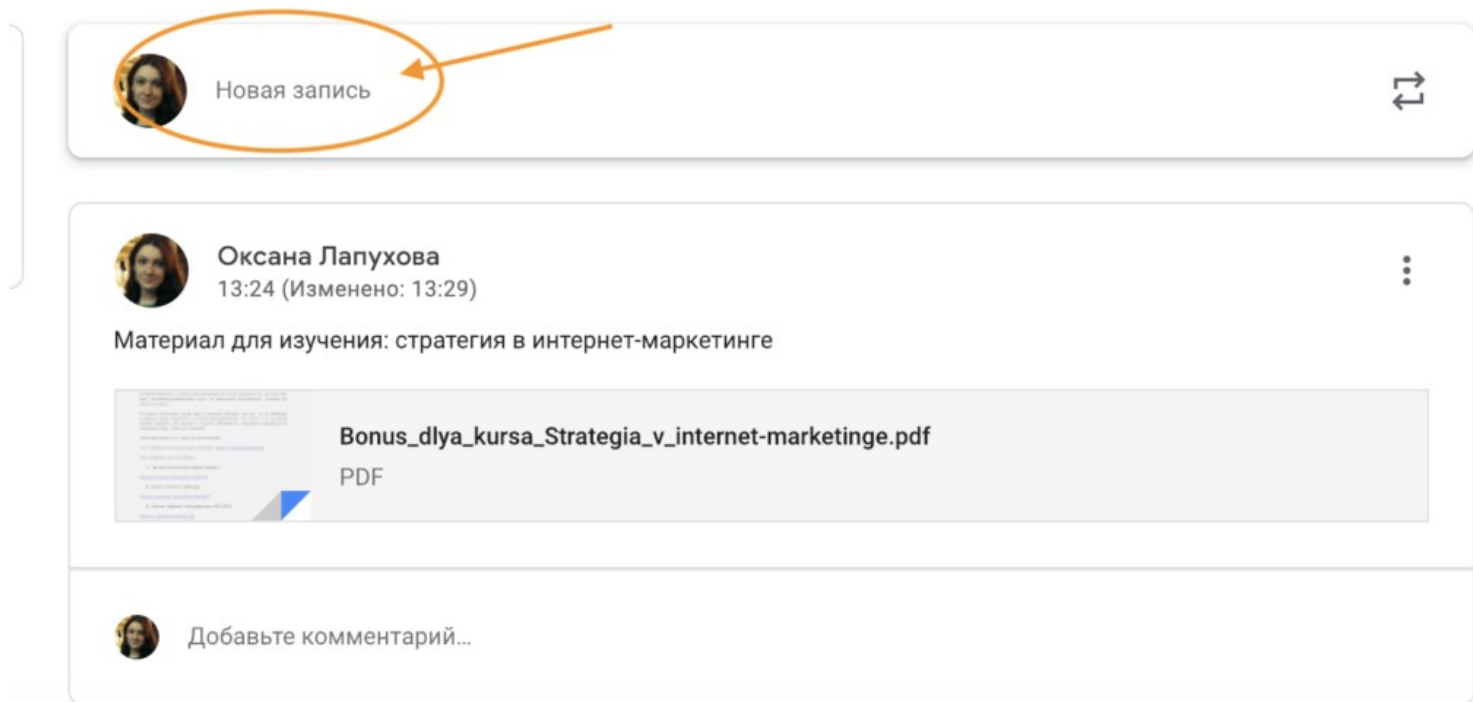 Новая запись
Оксана Лапухова
13:24 (Изменено: 13:29)
Материал для изучения: стратегия в интернет-маркетинге
Bonus_dlya_kursa_Strategia_v_internet-marketinge.pdf
PDF
Добавьте комментарий...